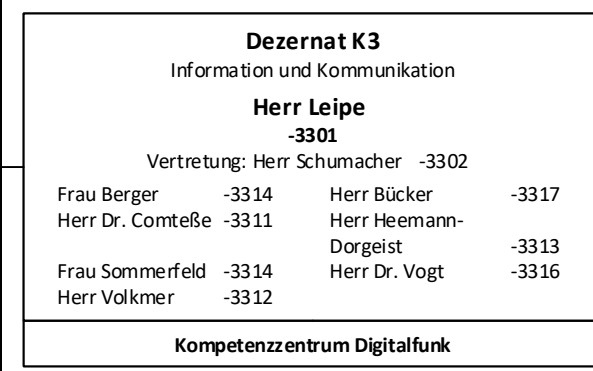 Dezernat K3
Information und Kommunikation
Herr Leipe
-3301
Vertretung: Herr Schumacher -3302
Frau Berger -3314 Herr Bücker -3317
Herr Dr. Comteße -3311 Herr Heemann-
Dorgeist -3313
Frau Sommerfeld -3314 Herr Dr. Vogt -3316
Herr Volkmer -3312
Kompetenzzentrum Digitalfunk